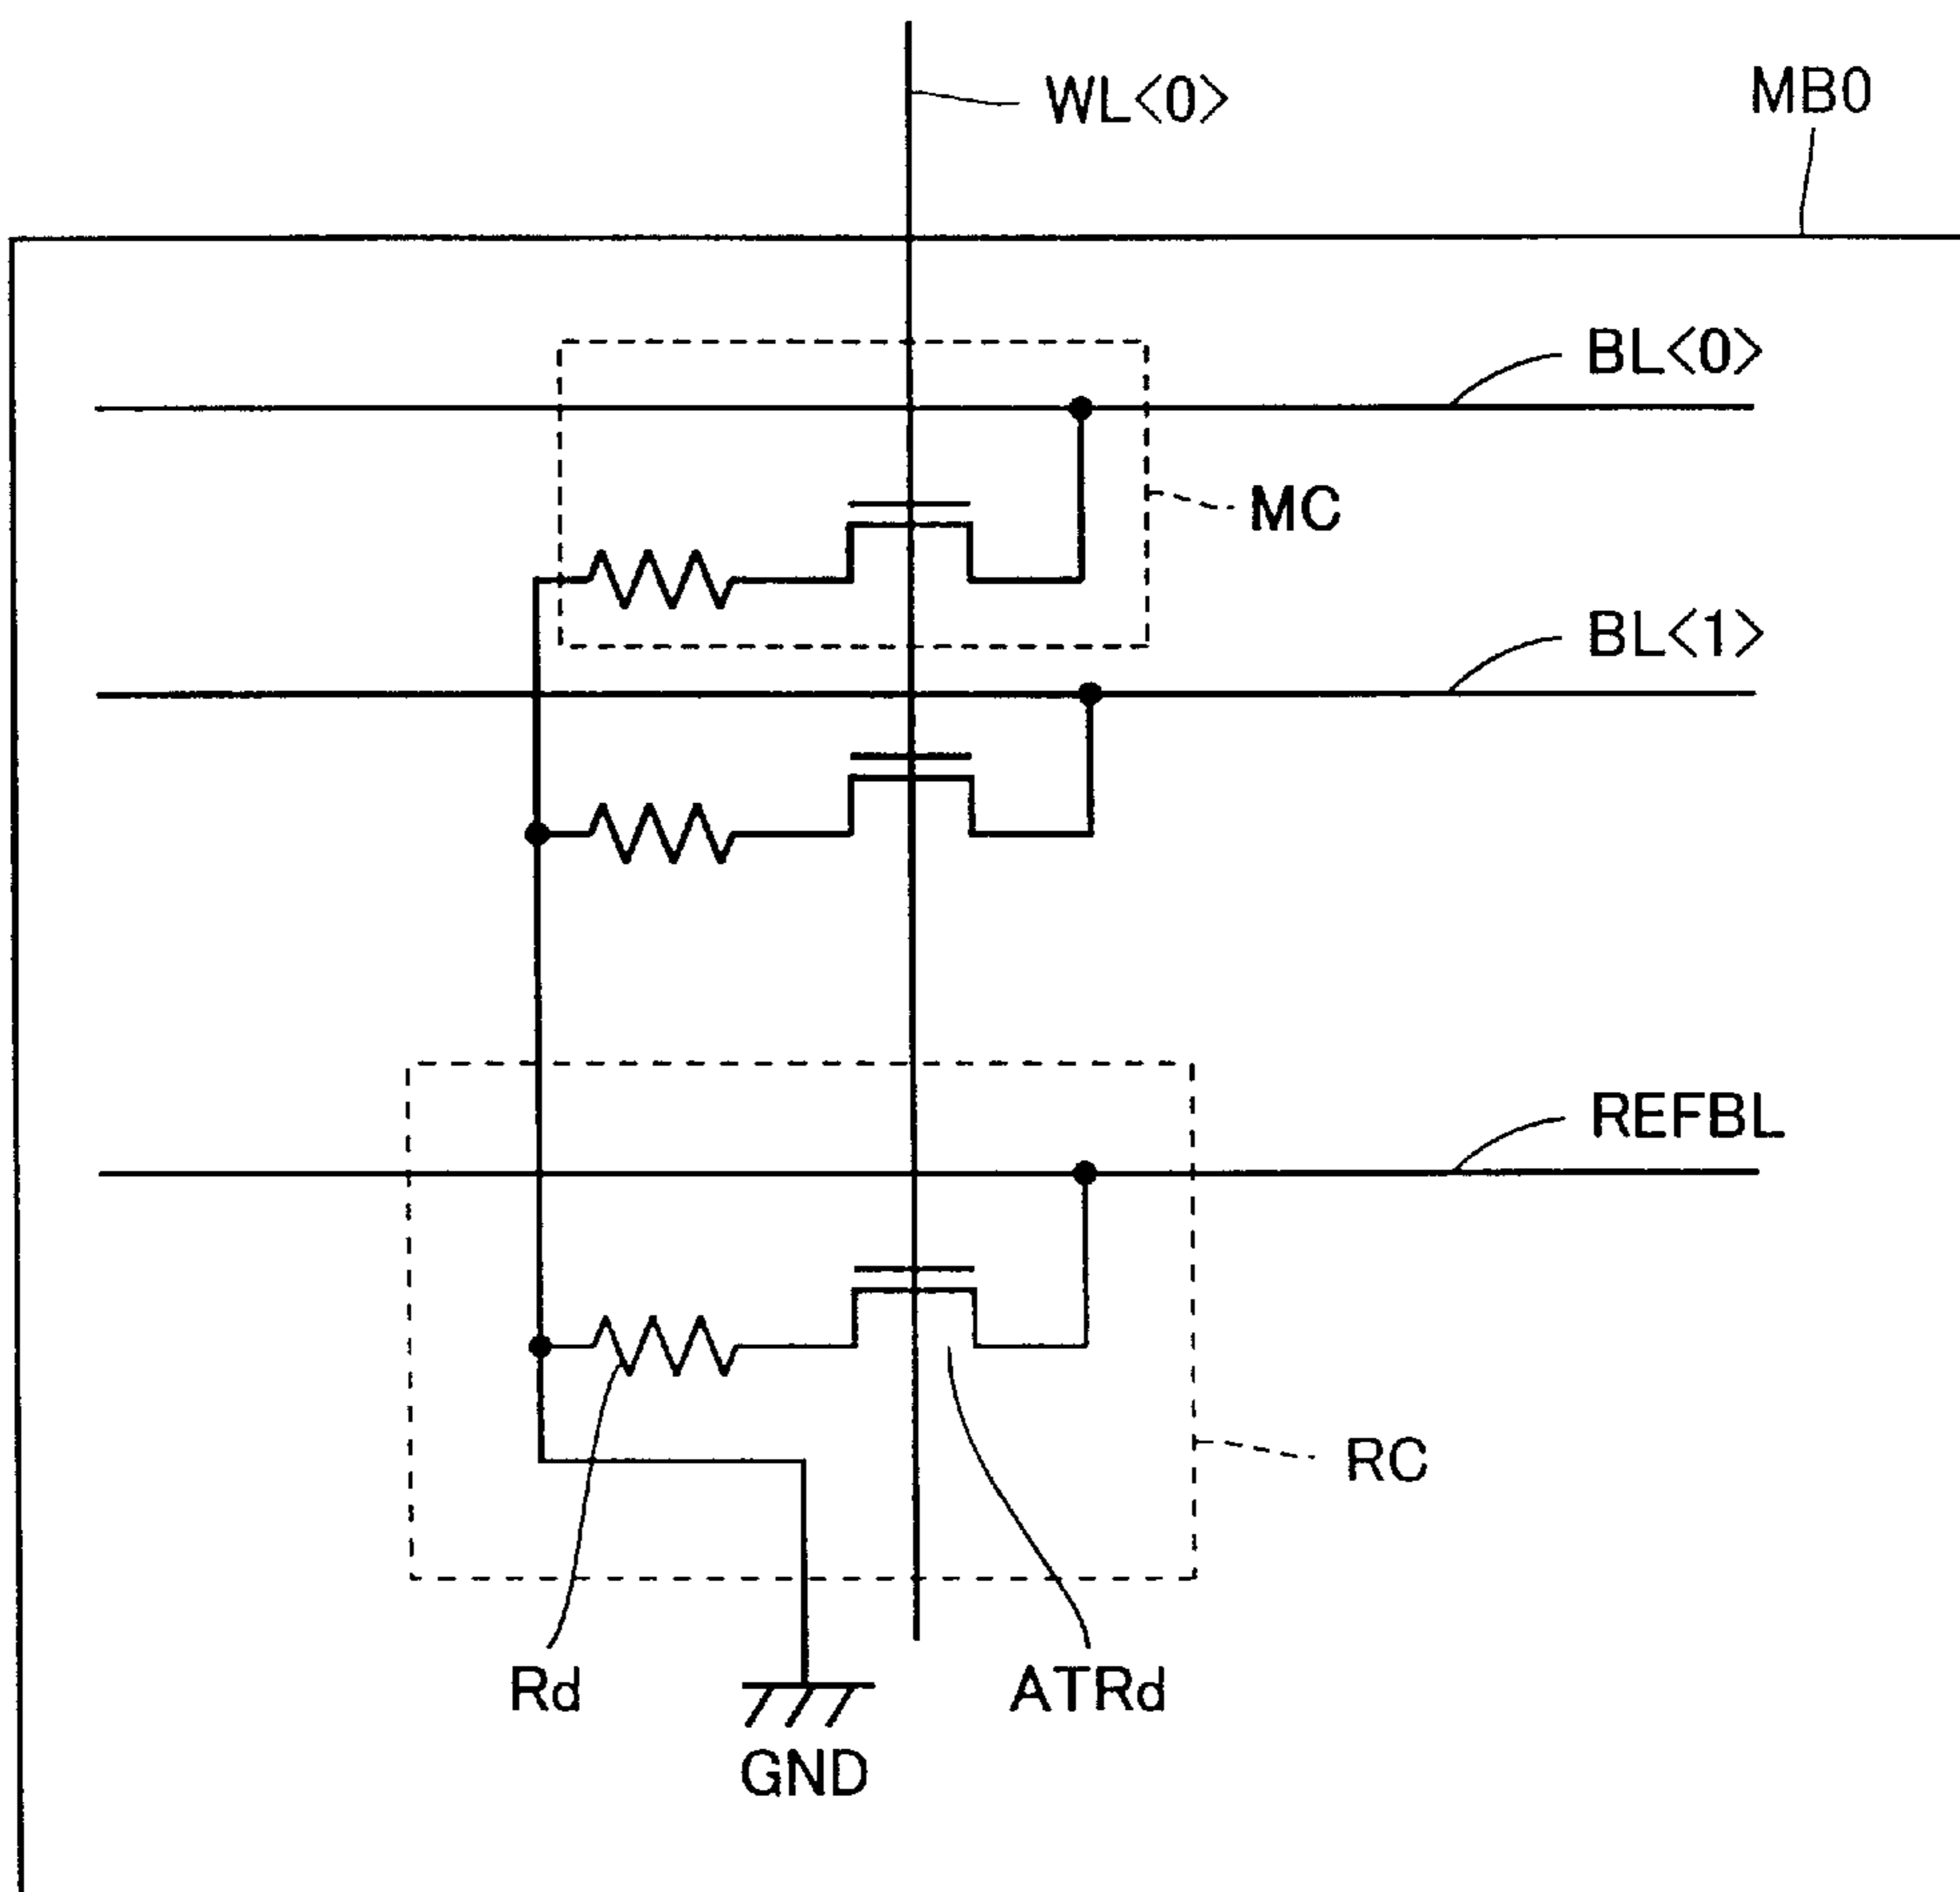 WL<0>
MB0
BL<0>
MC
BL<1>
REFBL
RC
Rd
ATRd
GND